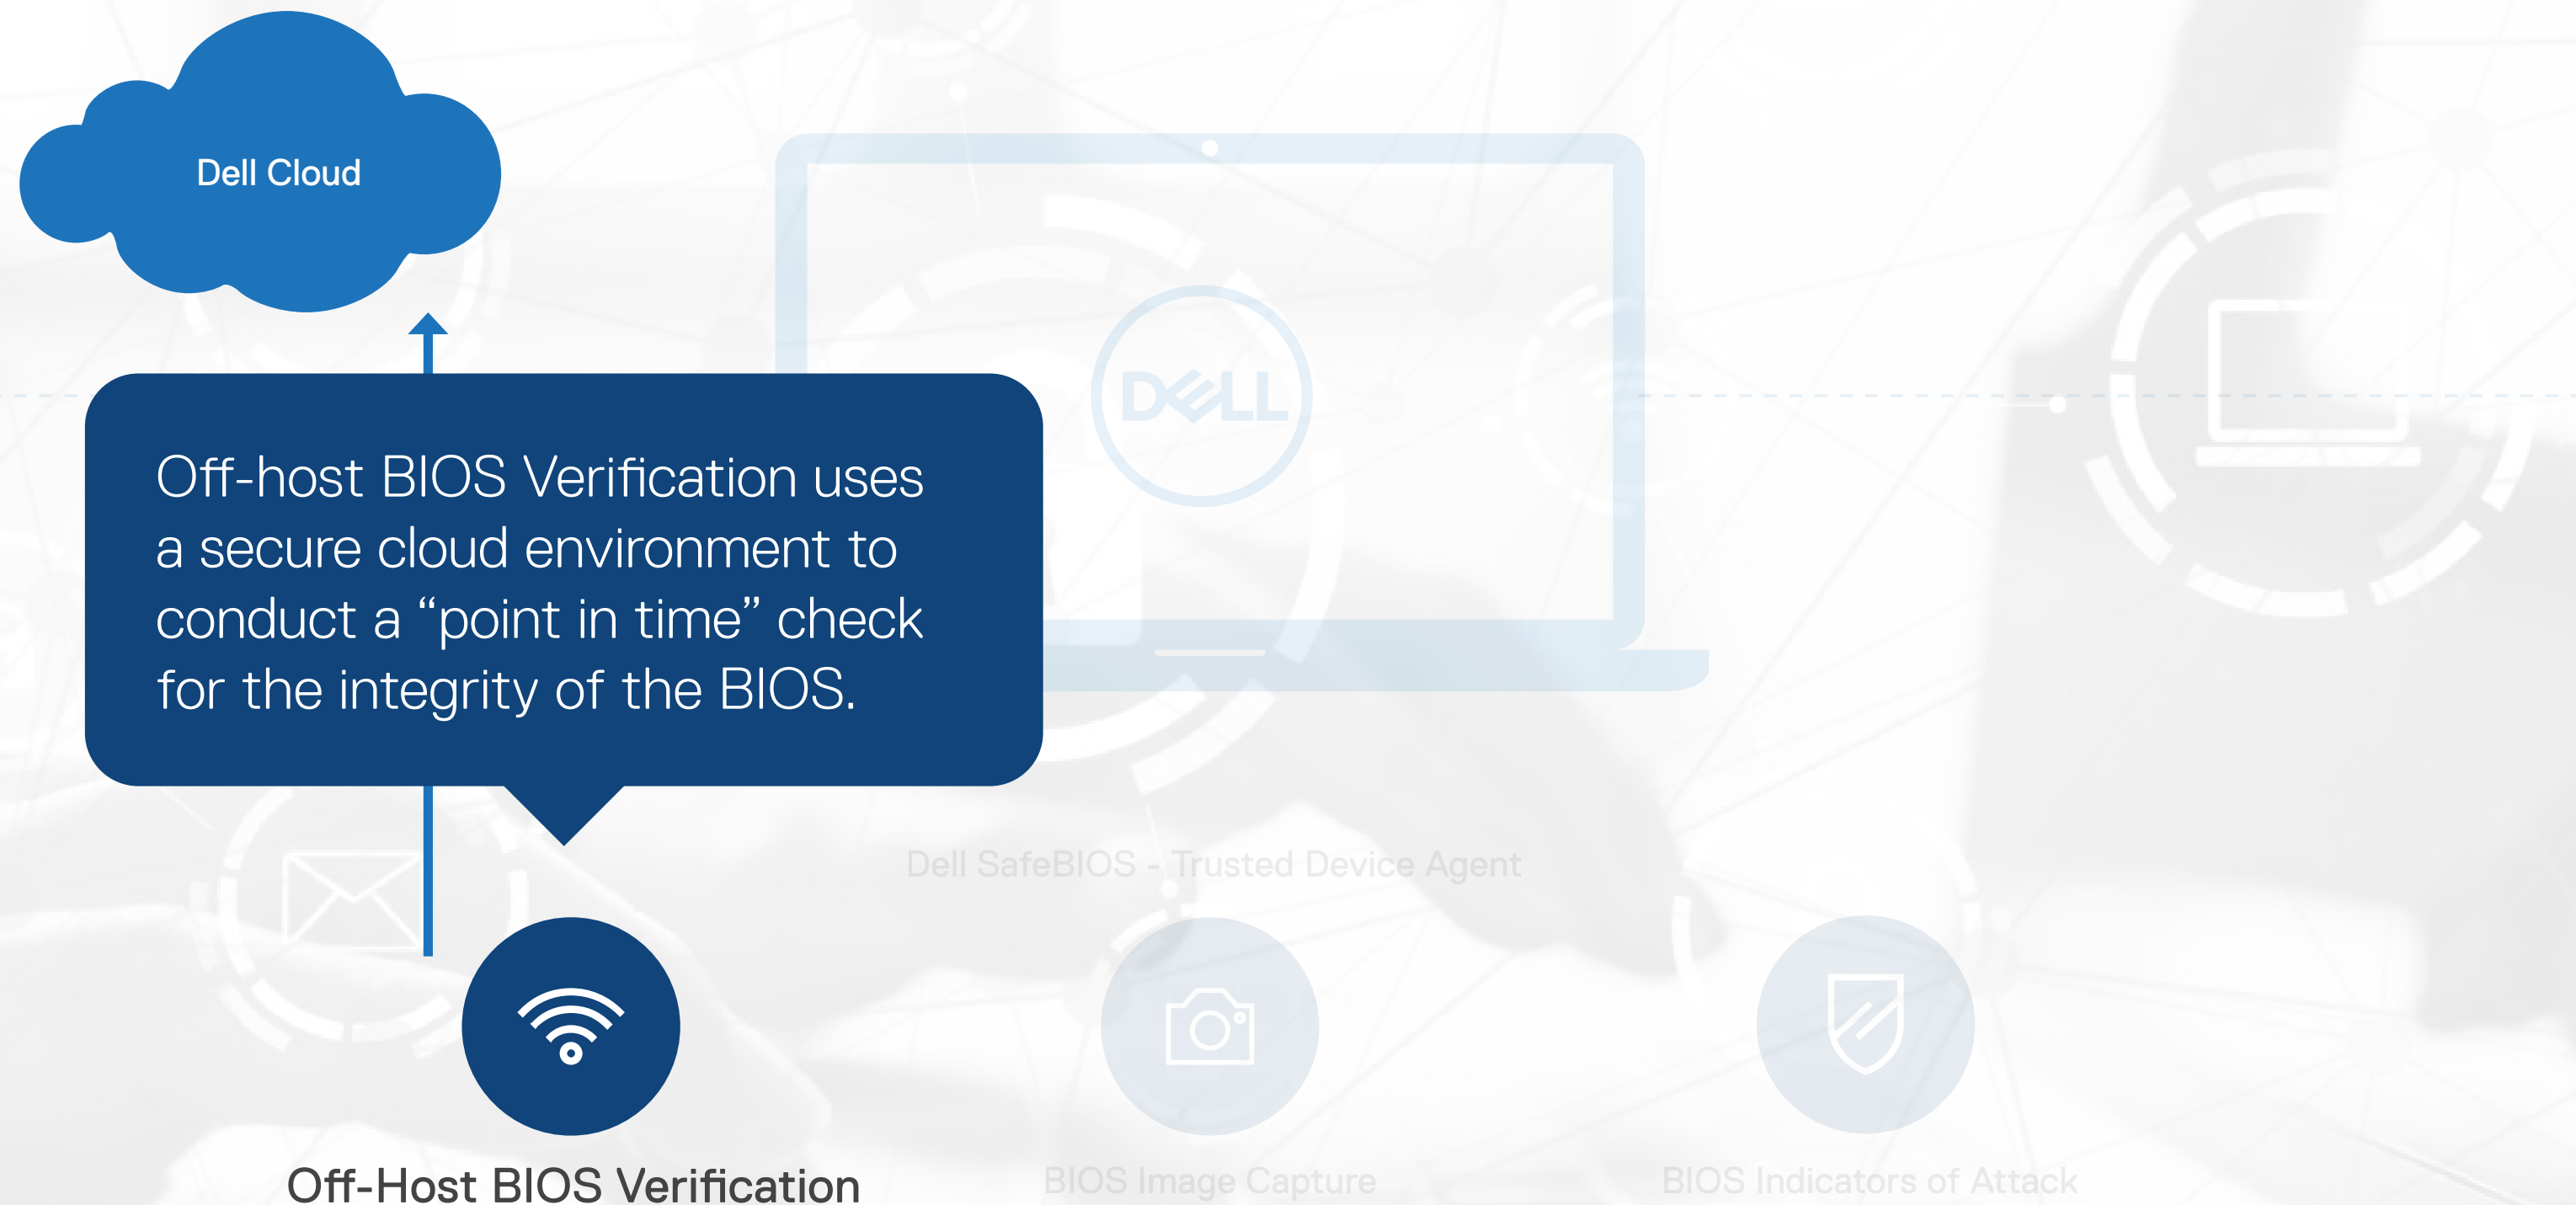 Dell Cloud
DELL
Off-host BIOS Verification uses
a secure cloud environment to
conduct a “point in time” check
for the integrity of the BIOS.
Dell SafeBIOS - Trusted Device Agent
Off-Host BIOS Verification
BIOS Image Capture
BIOS Indicators of Attack